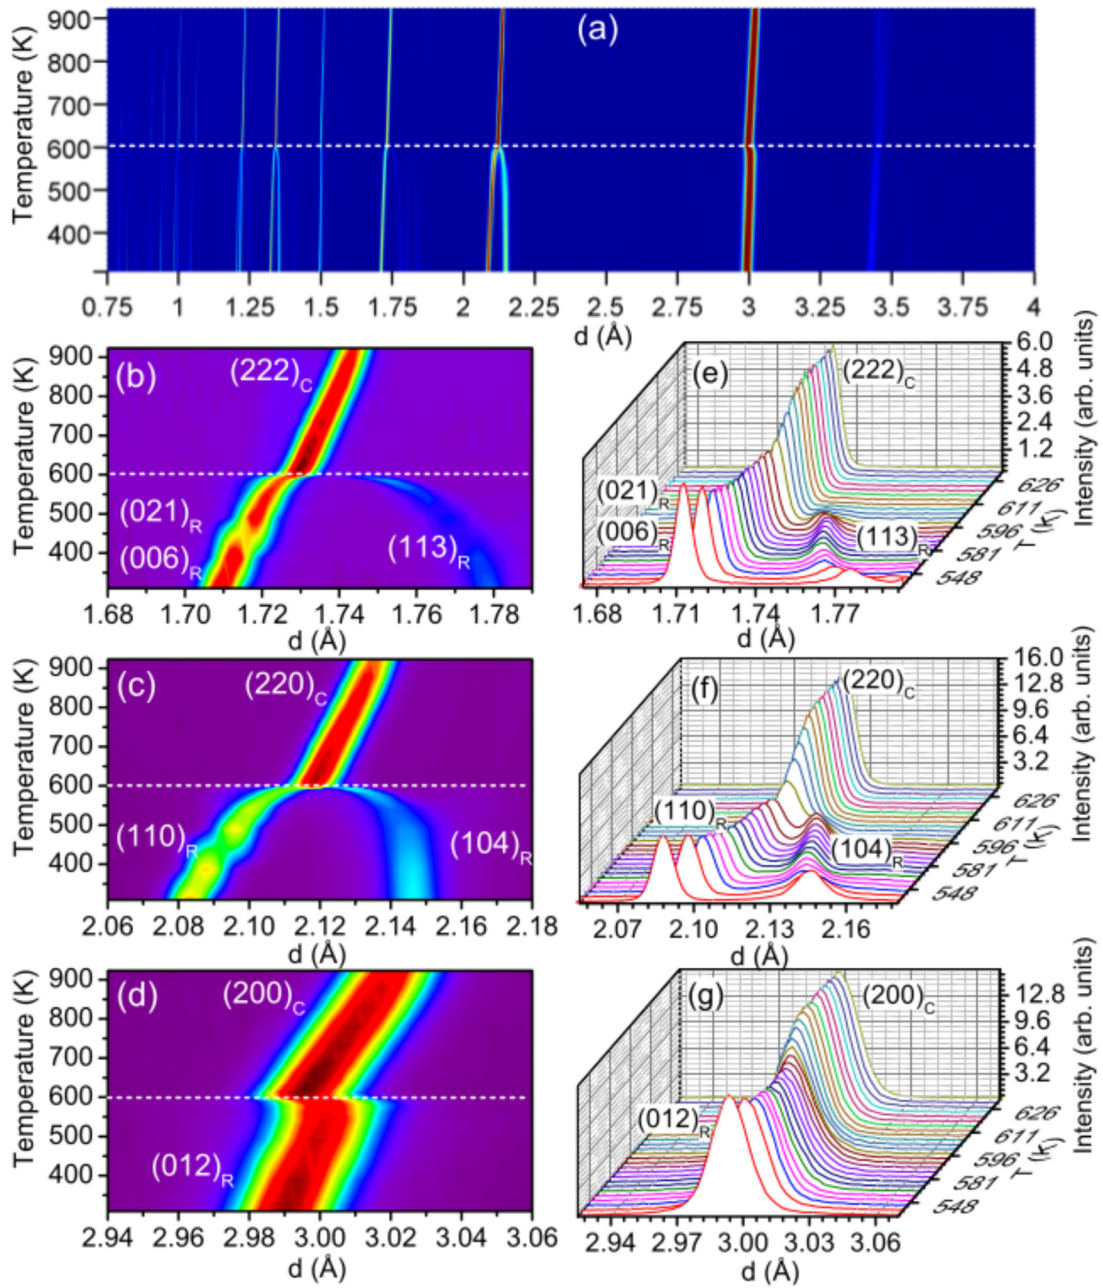 (a)
Temperature (K)
900
800
700
600
500
400
0.75 1 1.25 1.5 1.75 2 2.25 2.5 2.75 3 3.25 3.5 3.75 4
d (Å)
(b)
Temperature (K)
900
800
700
600
500
400
(222)C
(021)R
(006)R
(113)R
1.68 1.70 1.72 1.74 1.76 1.78
d (Å)
(e)
(222)C
(021)R
(006)R
(113)R
6.0
4.8
3.6
2.4
1.2
Intensity (arb. units)
626
611
596
581
548
T (K)
1.68 1.71 1.74 1.77
d (Å)
(c)
Temperature (K)
900
800
700
600
500
400
(220)C
(110)R
(104)R
2.06 2.08 2.10 2.12 2.14 2.16 2.18
d (Å)
(f)
(220)C
(110)R
(104)R
16.0
12.8
9.6
6.4
3.2
Intensity (arb. units)
626
611
596
581
548
T (K)
2.07 2.10 2.13 2.16
d (Å)
(d)
Temperature (K)
900
800
700
600
500
400
(200)C
(012)R
2.94 2.96 2.98 3.00 3.02 3.04 3.06
d (Å)
(g)
(200)C
(012)R
12.8
9.6
6.4
3.2
Intensity (arb. units)
626
611
596
581
548
T (K)
2.94 2.97 3.00 3.03 3.06
d (Å)